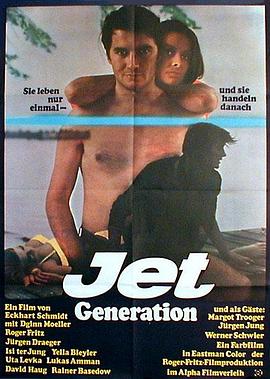 Sie leben
nur
einmal—
und sie
handeln
danach
Jet
Generation
Ein Film von
Eckhart Schmidt
mit Dginn Moeller
Roger Fritz
Jürgen Draeger
Isi ter Jung Yella Bleyler
Uta Levka Lukas Amman
David Haug Rainer Basedow
und als Gäste:
Margot Trooger
Jürgen Jung
Werner Schwier
Ein Farbfilm
in Eastman Color der
Roger-Fritz-Filmproduktion
Im Alpha Filmverleih